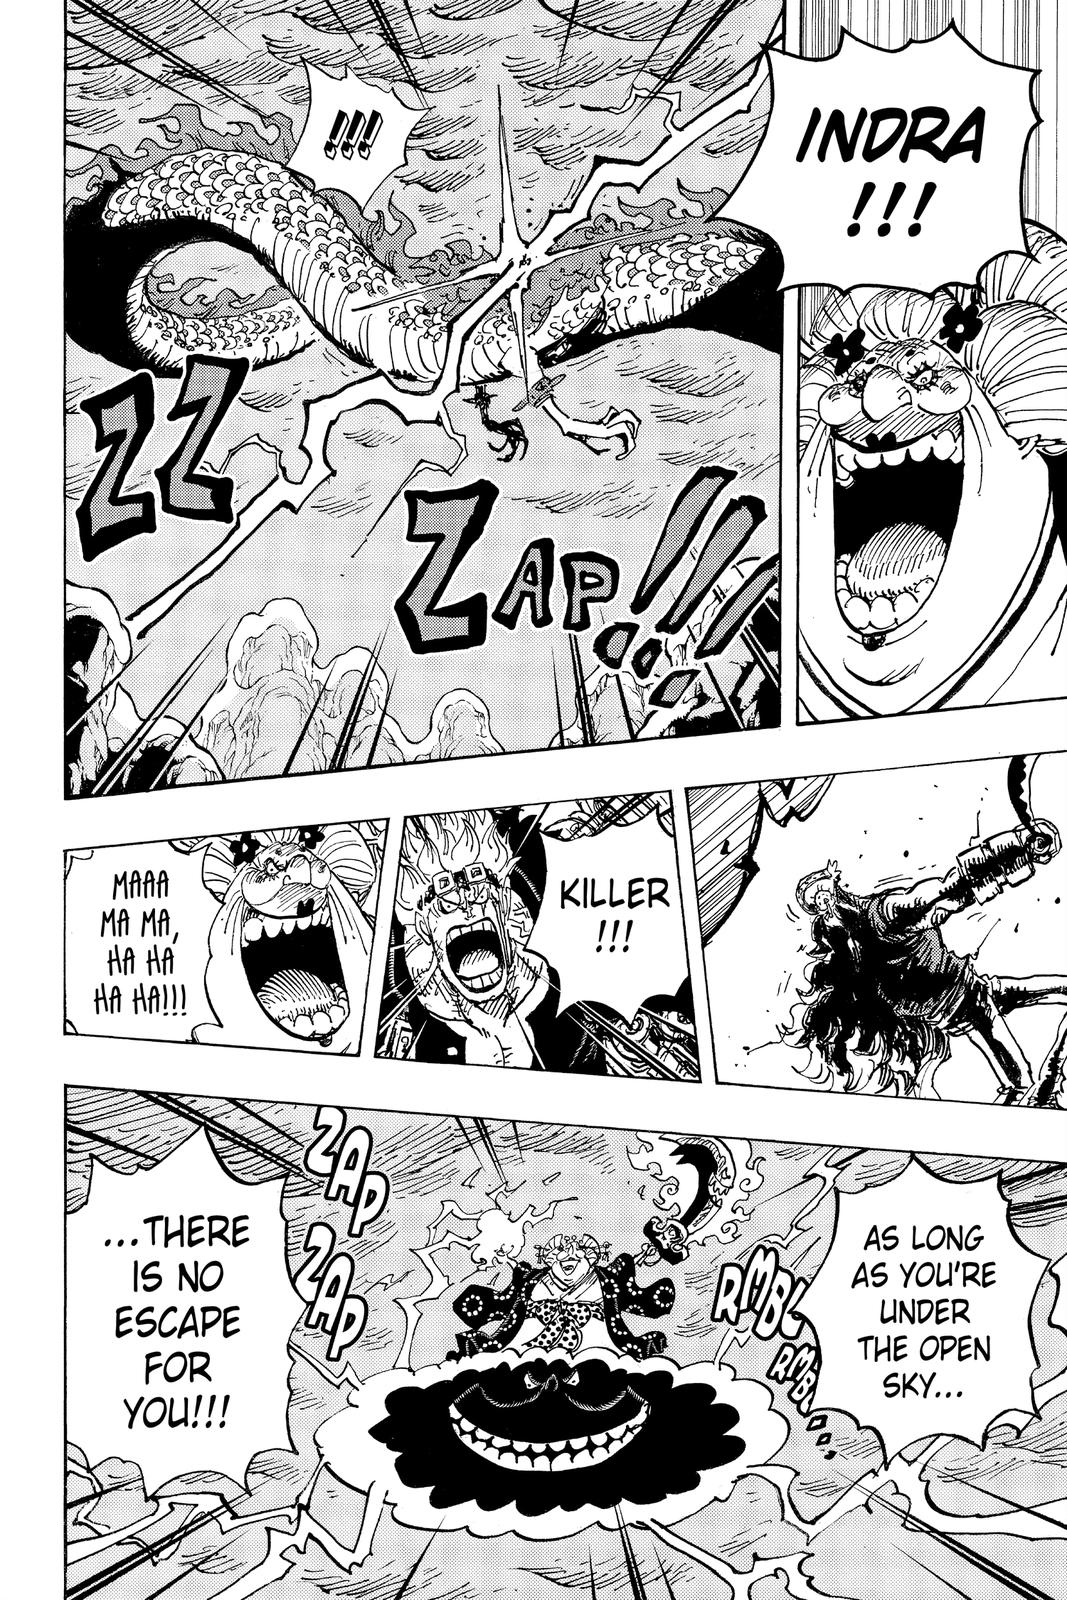 INDRA
!!!
!!!
ZZ
ZAP...!!!
KILLER
!!!
MAAA
MA MA,
HA HA
HA HA!!!
AS LONG
AS YOU'RE
UNDER
THE OPEN
SKY...
RMBL
RMBL...
ZAP
ZAP
...THERE
IS NO
ESCAPE
FOR
YOU!!!